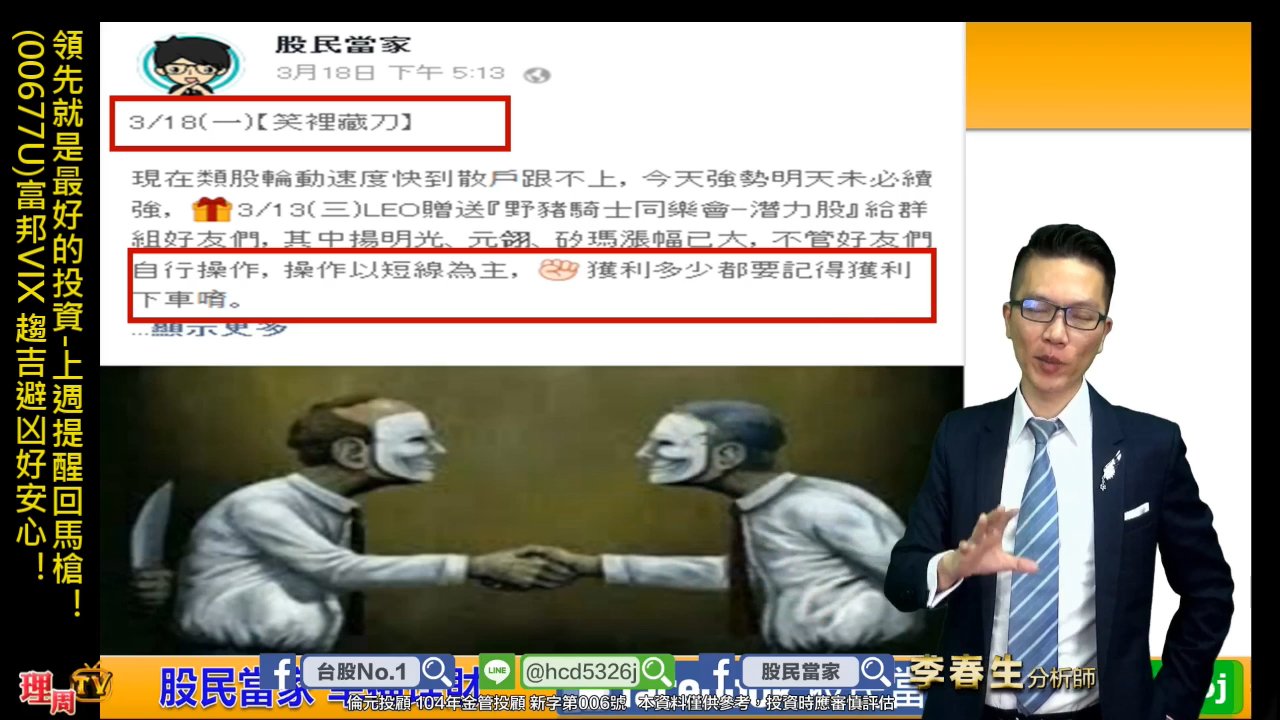 領先就是最好的投資-上週提醒回馬槍！
(00677U)富邦VIX 趨吉避凶好安心！
股民當家
3月18日 下午 5:13
3/18(一)【笑裡藏刀】
現在類股輪動速度快到散戶跟不上，今天強勢明天未必續
強，🎁3/13(三)LEO贈送『野豬騎士同樂會-潛力股』給群
組好友們，其中揚明光、元翎、矽瑪漲幅已大，不管好友們
自行操作，操作以短線為主，✊獲利多少都要記得獲利
下車唷。
...顯示更多
理周TV
股民當家
台股No.1
LINE
@hcd5326j
股民當家
李春生分析師
倫元投顧 104年金管投顧 新字第006號 本資料僅供參考，投資時應審慎評估